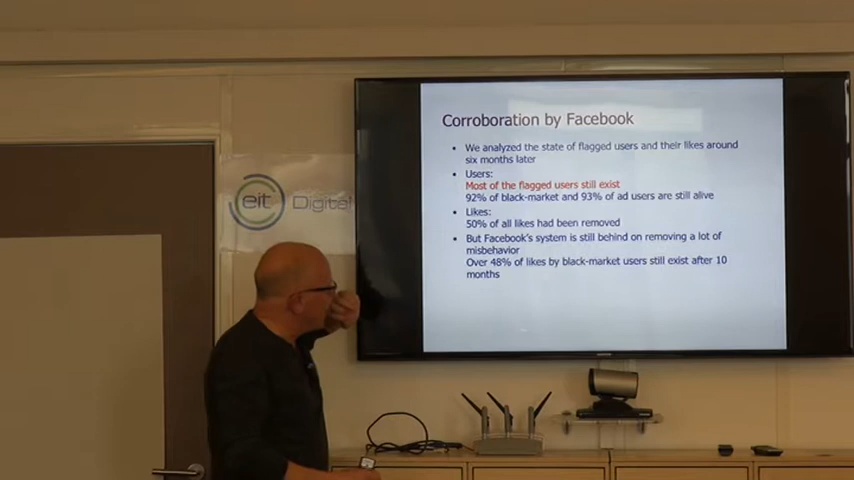 Corroboration by Facebook
• We analyzed the state of flagged users and their likes around
six months later
• Users:
Most of the flagged users still exist
92% of black-market and 93% of ad users are still alive
• Likes:
50% of all likes had been removed
• But Facebook's system is still behind on removing a lot of
misbehavior
Over 48% of likes by black-market users still exist after 10
months
eit Digital